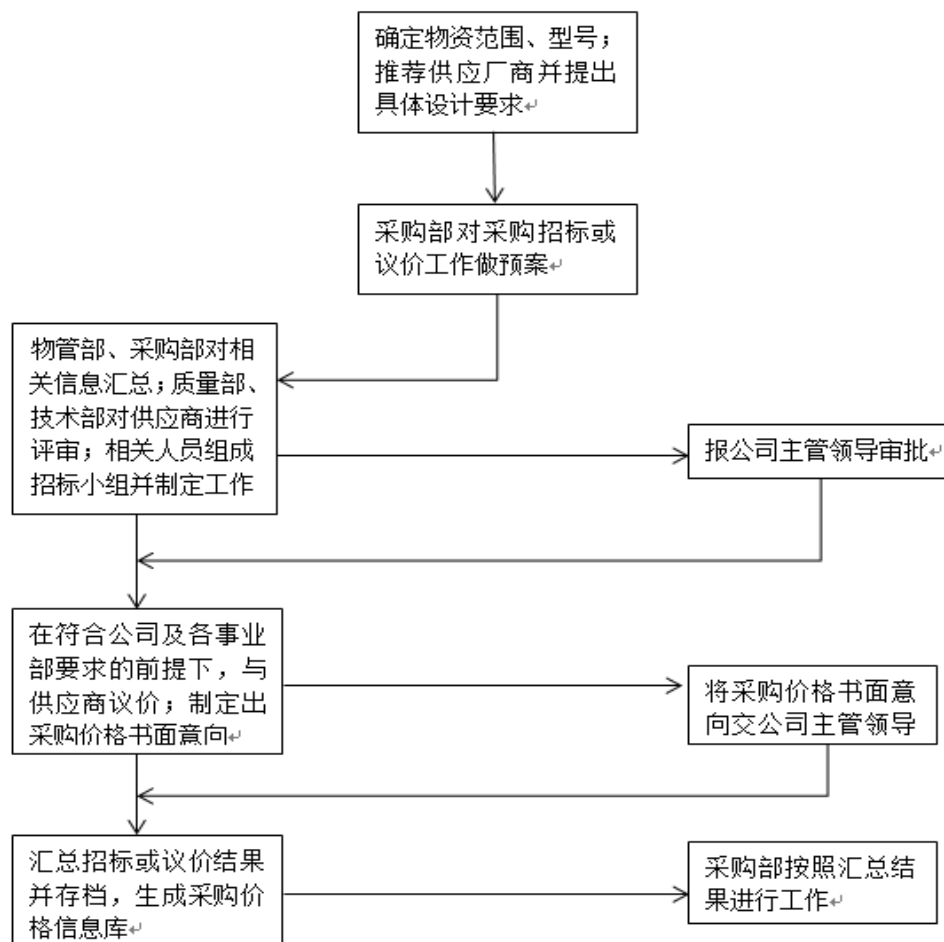 确定物资范围、型号；
推荐供应厂商并提出
具体设计要求
采购部对采购招标或
议价工作做预案
物管部、采购部对相
关信息汇总；质量部、
技术部对供应商进行
评审；相关人员组成
招标小组并制定工作
报公司主管领导审批
在符合公司及各事业
部要求的前提下，与
供应商议价；制定出
采购价格书面意向
将采购价格书面意
向交公司主管领导
汇总招标或议价结果
并存档，生成采购价
格信息库
采购部按照汇总结
果进行工作